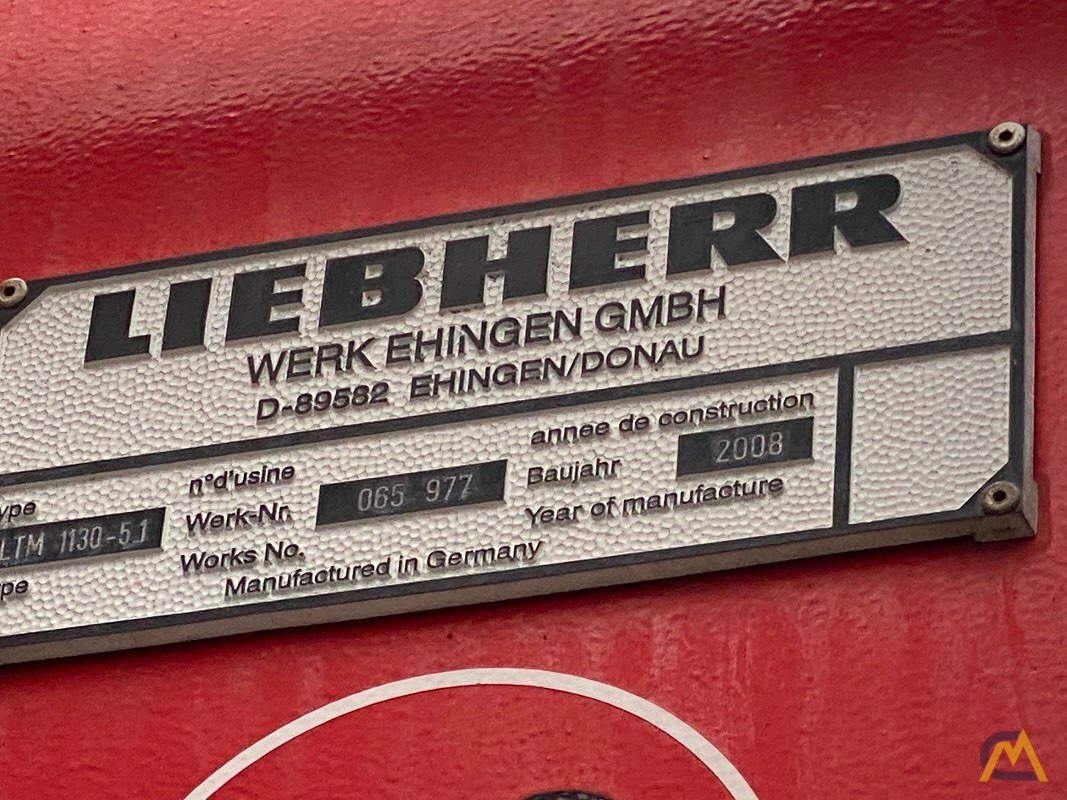 LIEBHERR
WERK EHINGEN GMBH
D-89582 EHINGEN/DONAU
ype
LTM 1130-5.1
ype
n°d'usine
Werk-Nr.
Works No.
065 977
annee de construction
Baujahr
Year of manufacture
2008
Manufactured in Germany